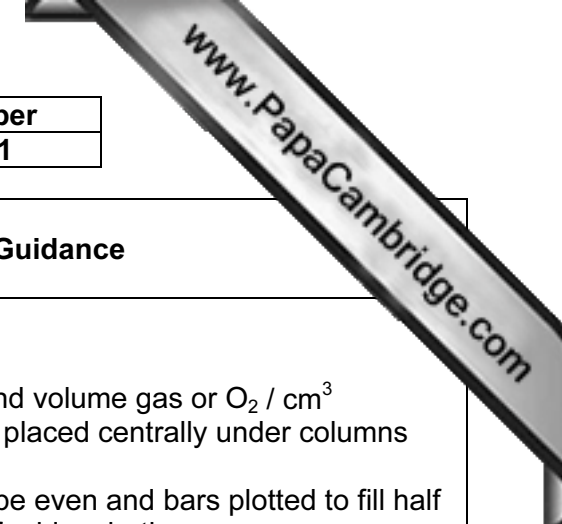 www.PapaCambridge.com
per
1
Guidance
nd volume gas or O₂ / cm³
placed centrally under columns
be even and bars plotted to fill half